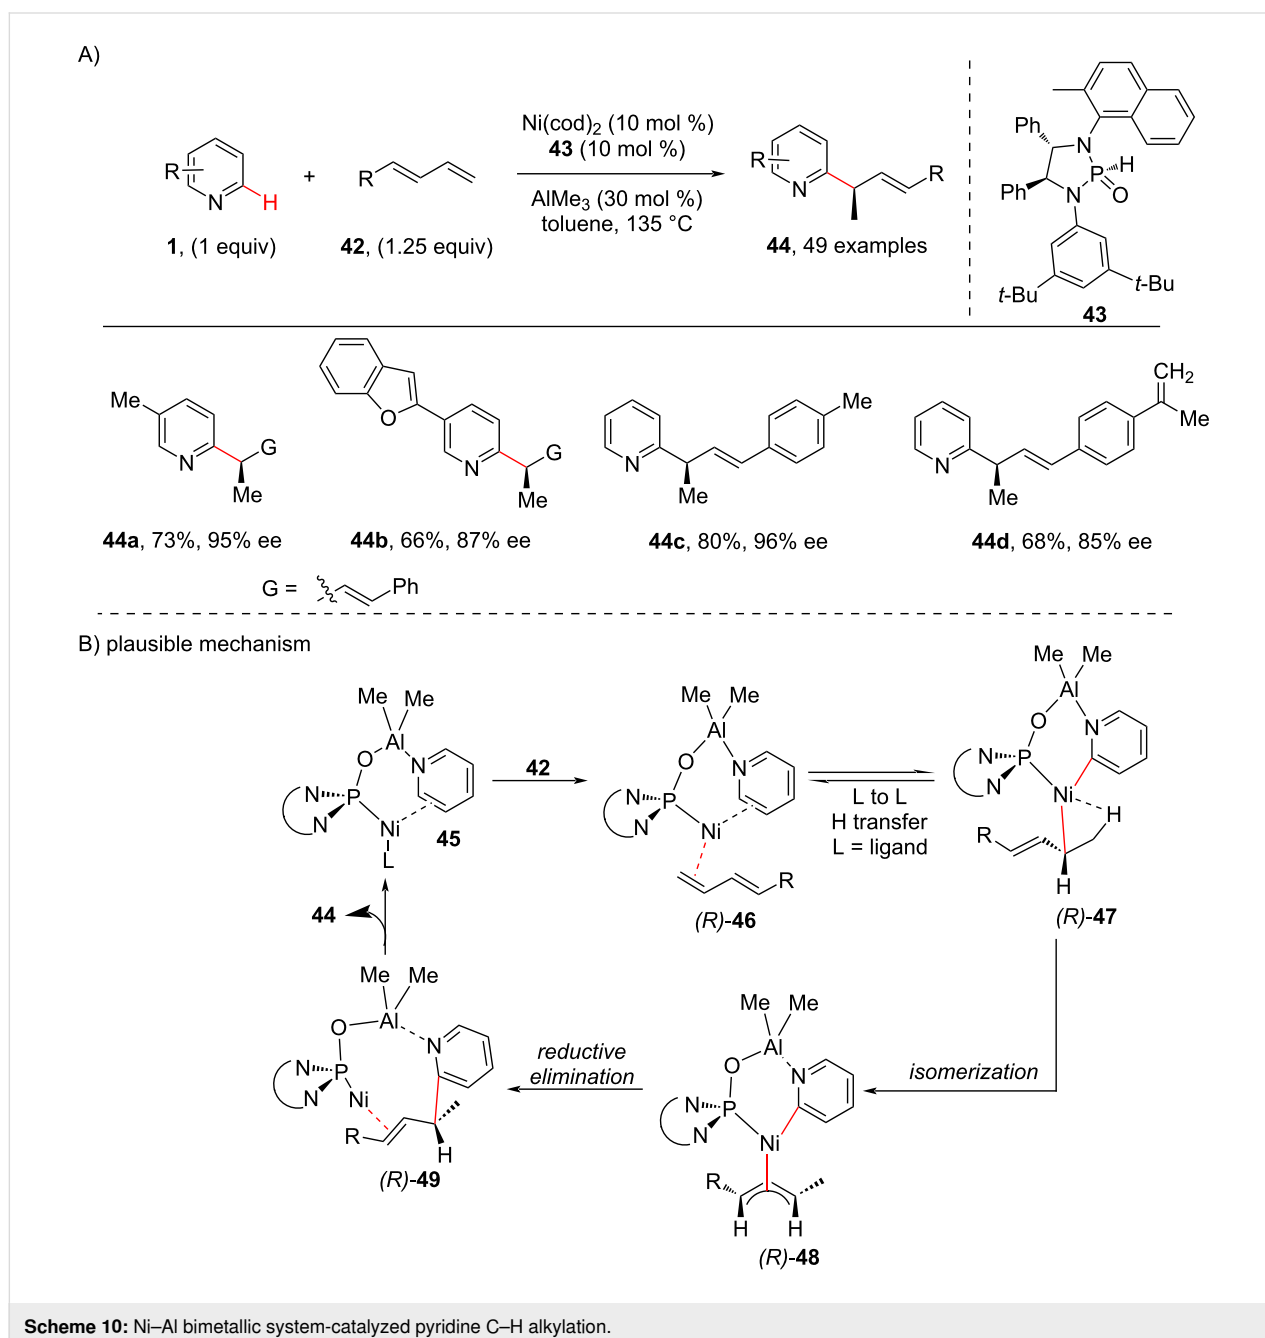 A)
R
N
H
+
R
Ni(cod)2 (10 mol %)
43 (10 mol %)
AlMe3 (30 mol %)
toluene, 135 °C
R
N
R
1, (1 equiv)
42, (1.25 equiv)
44, 49 examples
Ph
Ph
N
P
H
O
N
t-Bu
t-Bu
43
Me
N
G
Me
44a, 73%, 95% ee
O
N
G
Me
44b, 66%, 87% ee
N
Me
Me
44c, 80%, 96% ee
N
Me
CH2
Me
44d, 68%, 85% ee
G =
Ph
B) plausible mechanism
Me Me
Al
O
N
N
P
N
Ni
L
45
42
Me Me
Al
O
N
N
P
N
Ni
R
(R)-46
L to L
H transfer
L = ligand
Me Me
Al
O
N
N
P
N
Ni
H
R
H
(R)-47
isomerization
Me Me
Al
O
N
N
P
N
Ni
R
H H
(R)-48
reductive
elimination
Me Me
Al
O
N
N
P
N
Ni
R
H
(R)-49
44
Scheme 10: Ni–Al bimetallic system-catalyzed pyridine C–H alkylation.